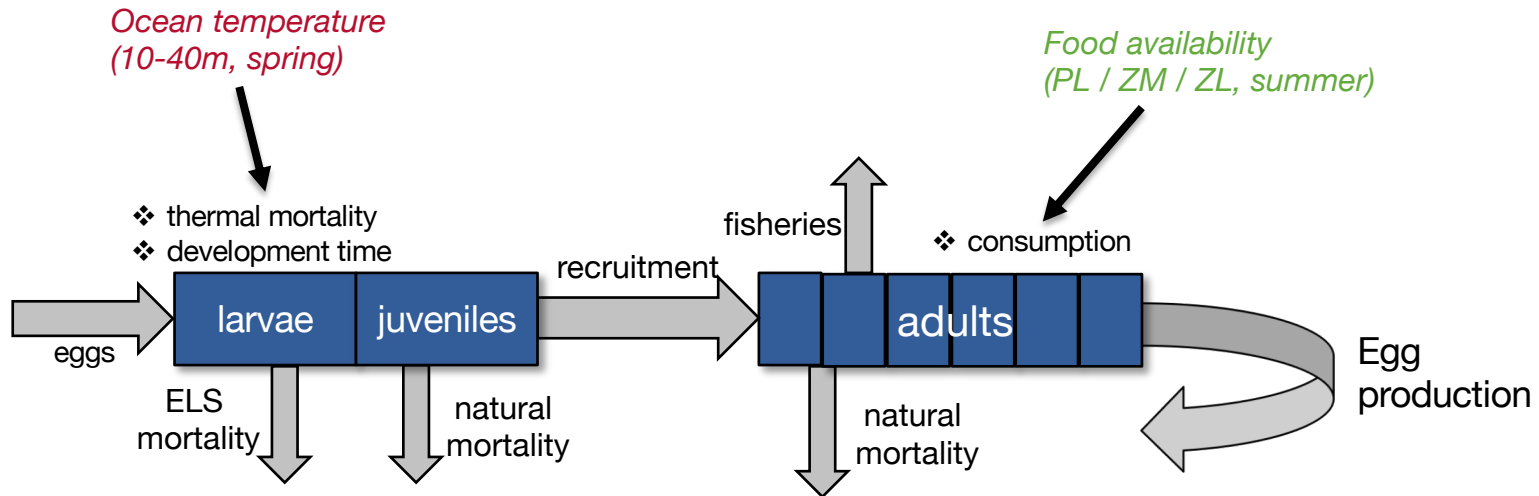 Ocean temperature
(10-40m, spring)
Food availability
(PL / ZM / ZL, summer)
❖ thermal mortality
❖ development time
fisheries
❖ consumption
recruitment
larvae
juveniles
adults
eggs
Egg
production
ELS
mortality
natural
mortality
natural
mortality